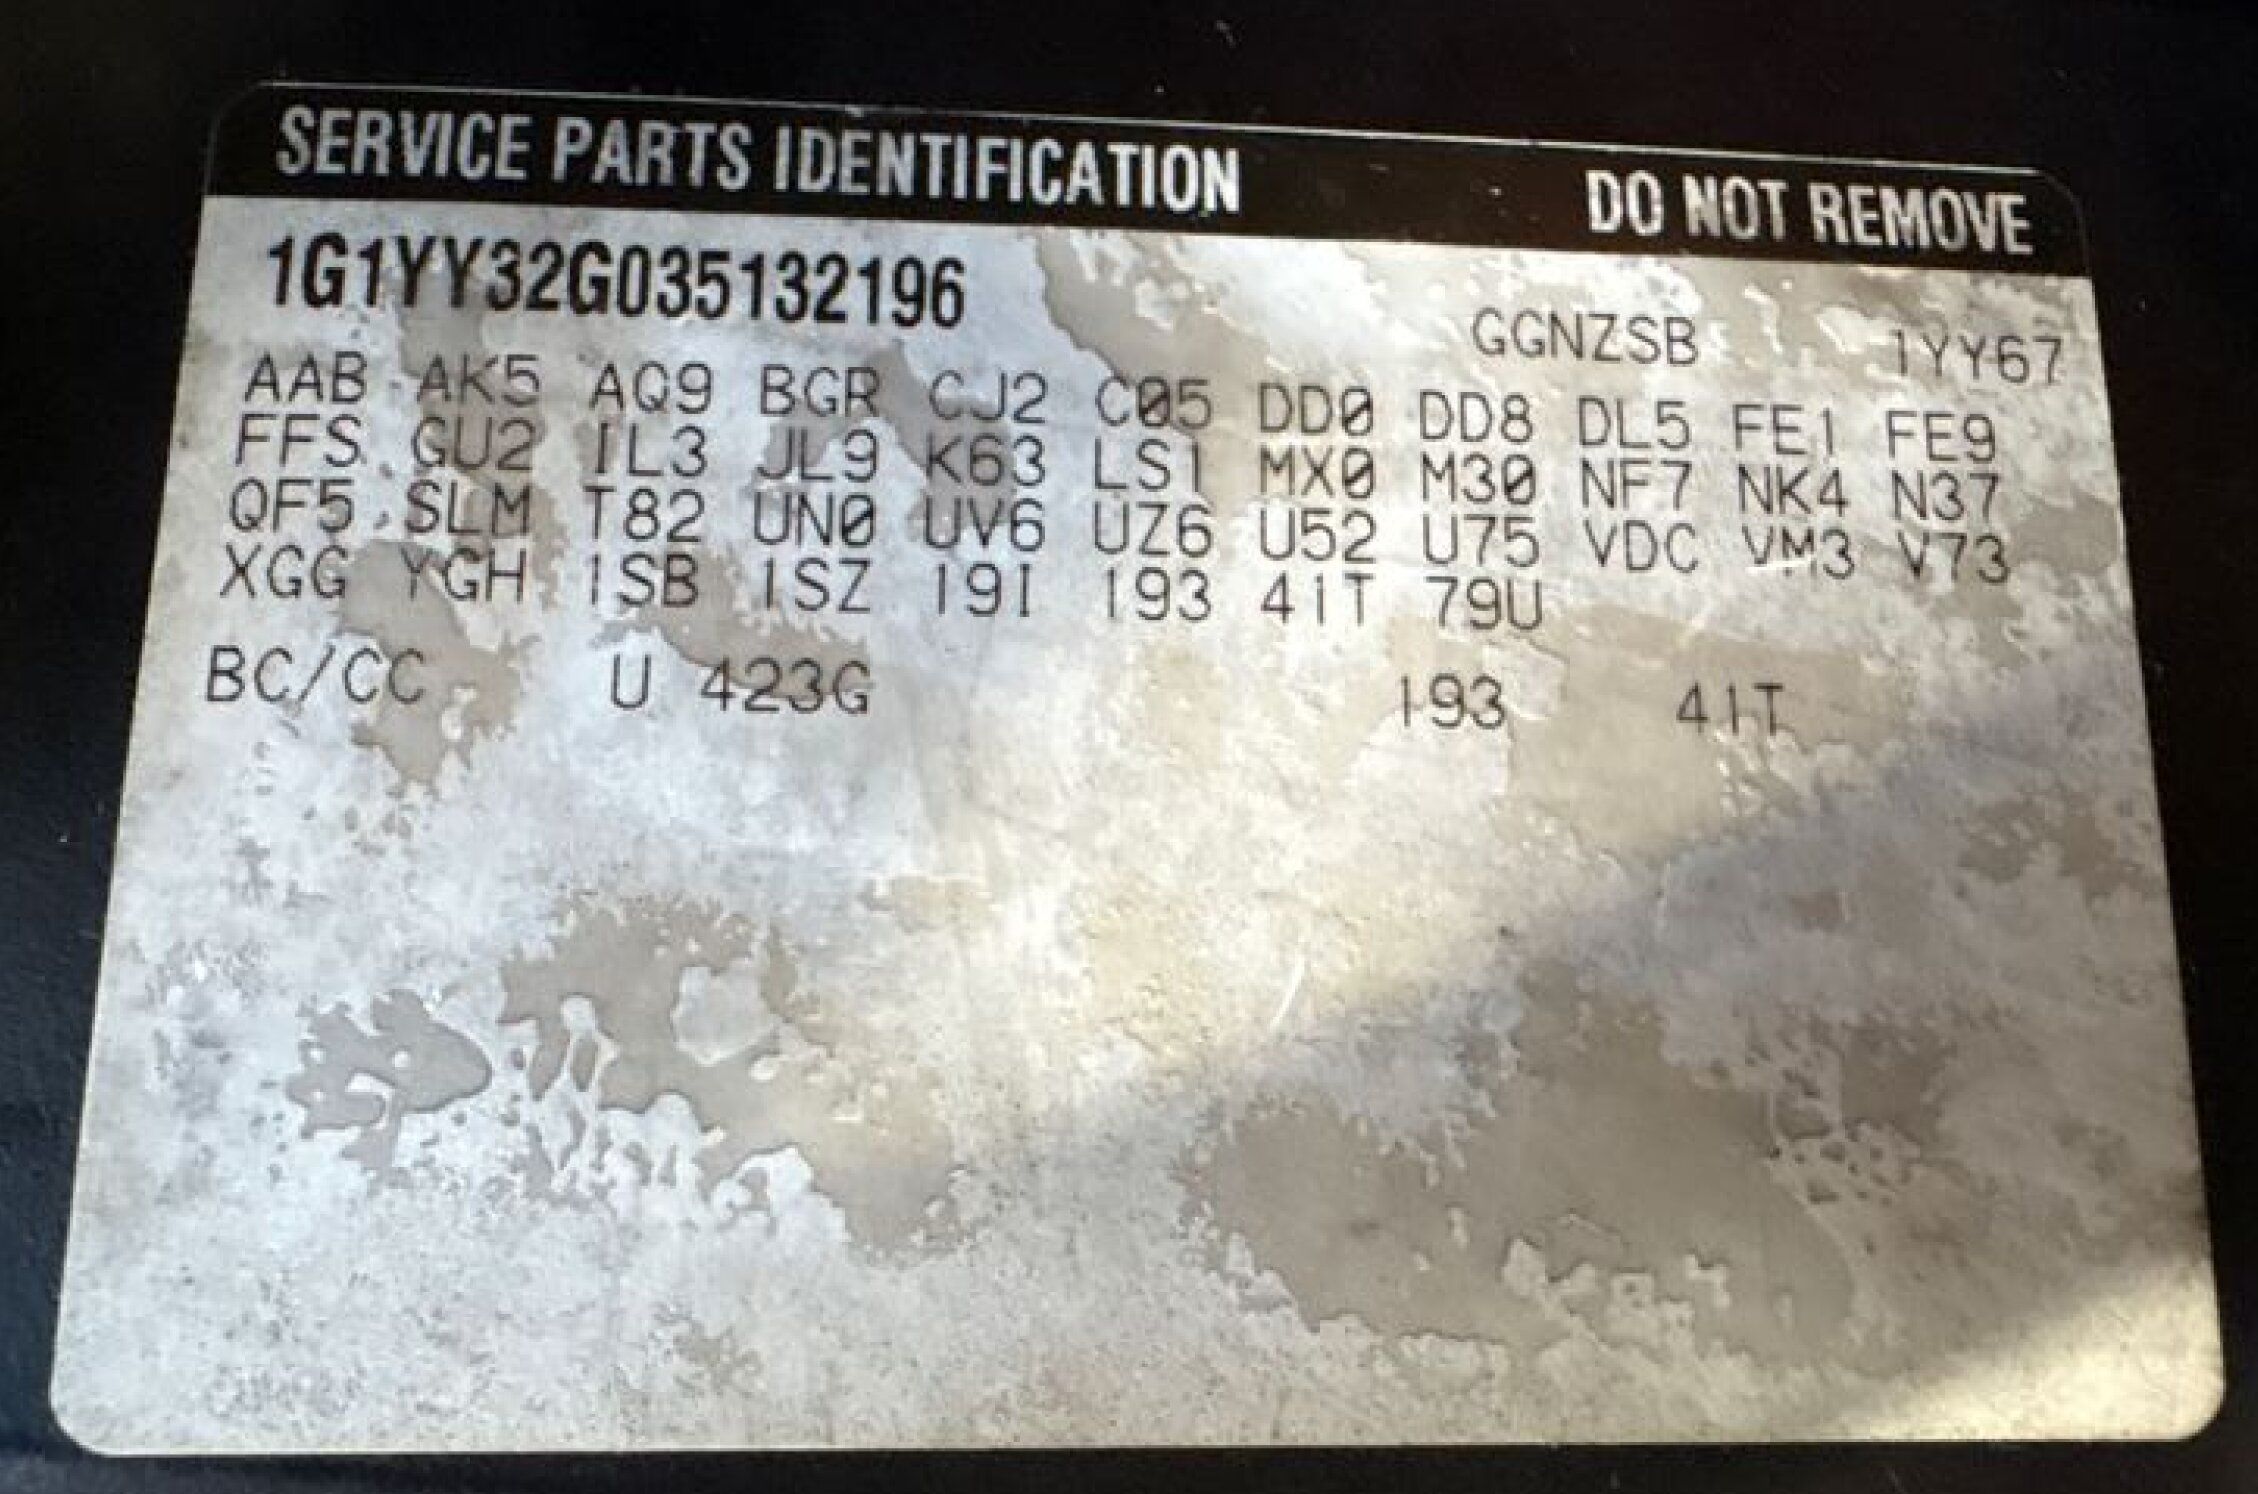 SERVICE PARTS IDENTIFICATION DO NOT REMOVE
1G1YY32G035132196
GGNZSB 1YY67
AAB AK5 AQ9 BGR CJ2 C05 DD0 DD8 DL5 FE1 FE9
FFS GU2 IL3 JL9 K63 LS1 MX0 M30 NF7 NK4 N37
QF5 SLM T82 UN0 UV6 UZ6 U52 U75 VDC VM3 V73
XGG YGH 1SB 1SZ 19I 193 41T 79U
BC/CC U 423G 193 41T